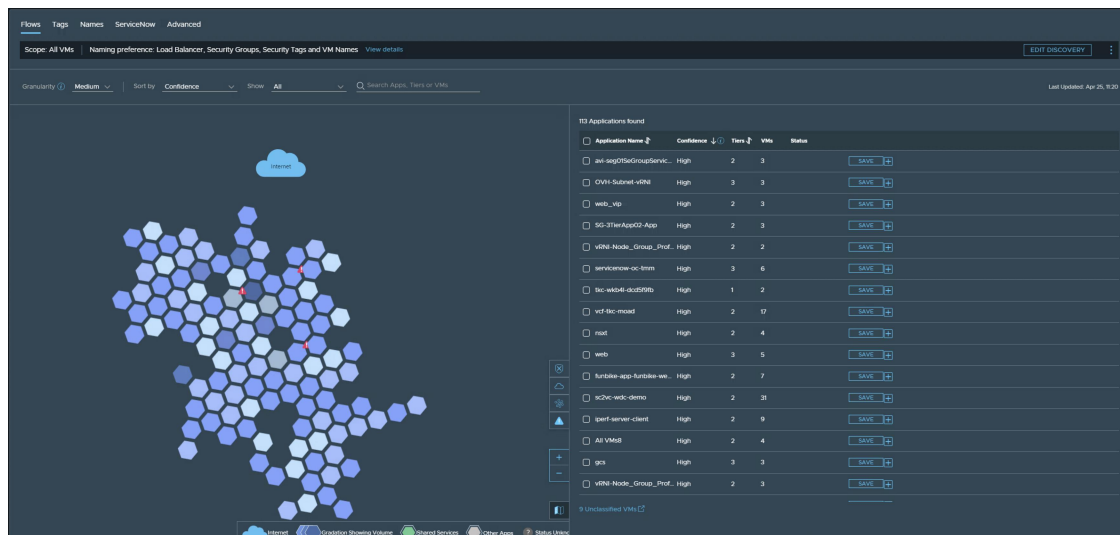 Flows Tags Names ServiceNow Advanced
Scope: All VMs | Naming preference: Load Balancer, Security Groups, Security Tags and VM Names View details EDIT DISCOVERY
Granularity Medium | Sort by Confidence Show All Search Apps, Tiers or VMs Last Updated: Apr 25, 11:20
113 Applications found
Application Name Confidence Tiers VMs Status
Internet
avi-seg01SeGroupServic... High 2 3 SAVE
OVH-Subnet-vRNI High 3 3 SAVE
web_vip High 2 3 SAVE
SG-3TierApp02-App High 2 3 SAVE
vRNI-Node_Group_Prof... High 2 2 SAVE
servicenow-oc-tmm High 3 6 SAVE
tkc-wkb4l-dcd5f9fb High 1 2 SAVE
vcf-tkc-moad High 2 17 SAVE
nsxt High 2 4 SAVE
web High 3 5 SAVE
funbike-app-funbike-we... High 2 7 SAVE
sc2vc-wdc-demo High 2 31 SAVE
iperf-server-client High 2 9 SAVE
All VMs8 High 2 4 SAVE
gcs High 3 3 SAVE
vRNI-Node_Group_Prof... High 2 3 SAVE
9 Unclassified VMs
Internet Gradation Showing Volume Shared Services Other Apps ? Status Unkno